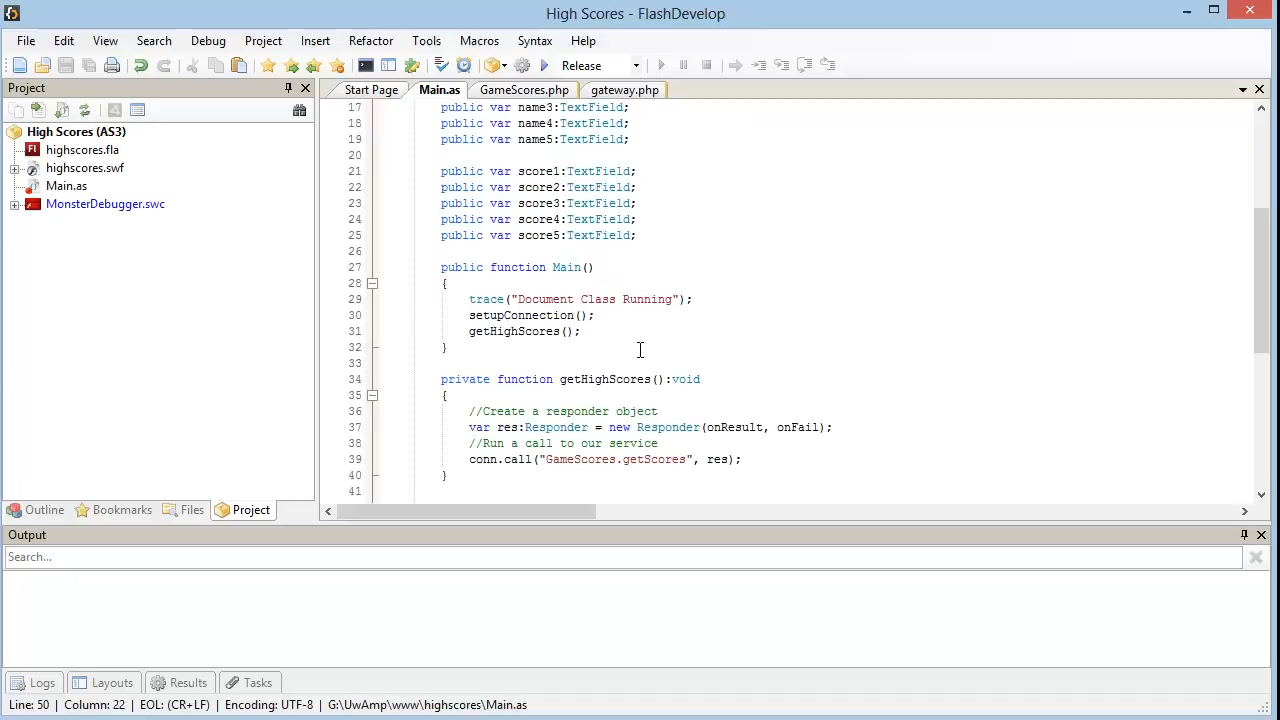 High Scores - FlashDevelop
File Edit View Search Debug Project Insert Refactor Tools Macros Syntax Help
Release
Project
Start Page Main.as GameScores.php gateway.php
High Scores (AS3)
highscores.fla
highscores.swf
Main.as
MonsterDebugger.swc
17 public var name3:TextField;
18 public var name4:TextField;
19 public var name5:TextField;
20
21 public var score1:TextField;
22 public var score2:TextField;
23 public var score3:TextField;
24 public var score4:TextField;
25 public var score5:TextField;
26
27 public function Main()
28 {
29 trace("Document Class Running");
30 setupConnection();
31 getHighScores();
32 }
33
34 private function getHighScores():void
35 {
36 //Create a responder object
37 var res:Responder = new Responder(onResult, onFail);
38 //Run a call to our service
39 conn.call("GameScores.getScores", res);
40 }
41
Outline Bookmarks Files Project
Output
Search...
Logs Layouts Results Tasks
Line: 50 | Column: 22 | EOL: (CR+LF) | Encoding: UTF-8 | G:\UwAmp\www\highscores\Main.as